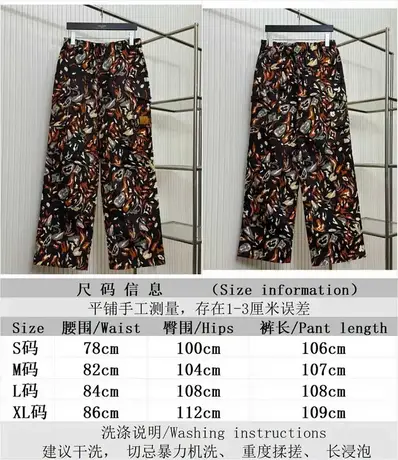 尺 码 信 息 (Size information)
平铺手工测量，存在1-3厘米误差
Size 腰围/Waist 臀围/Hips 裤长/Pant length
S码 78cm 100cm 106cm
M码 82cm 104cm 107cm
L码 84cm 108cm 108cm
XL码 86cm 112cm 109cm
洗涤说明/Washing instructions
建议干洗， 切忌暴力机洗、 重度揉搓、 长浸泡